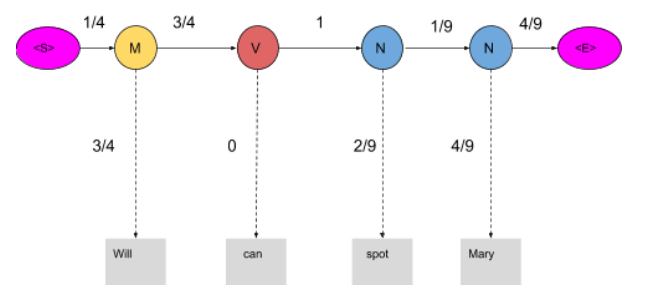 1/4 3/4 1 1/9 4/9
<S> M V N N <E>
3/4 0 2/9 4/9
Will can spot Mary